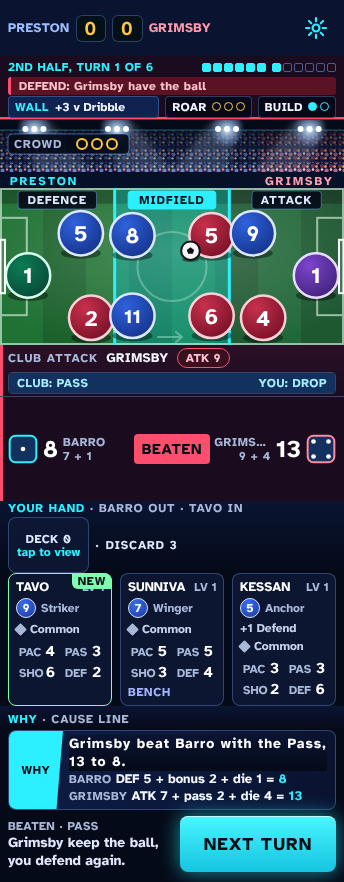 PRESTON 0 0 GRIMSBY
2ND HALF, TURN 1 OF 6
DEFEND: Grimsby have the ball
WALL +3 v Dribble ROAR BUILD
CROWD
PRESTON GRIMSBY
DEFENCE MIDFIELD ATTACK
5 8 5 9
1 1
2 11 6 4
CLUB ATTACK GRIMSBY ATK 9
CLUB: PASS YOU: DROP
8 BARRO 7 + 1 BEATEN GRIMS... 9 + 4 13
YOUR HAND · BARRO OUT · TAVO IN
DECK 0
tap to view
· DISCARD 3
NEW
TAVO
9 Striker
Common
PAC 4 PAS 3
SHO 6 DEF 2
SUNNIVA LV 1
7 Winger
Common
PAC 5 PAS 5
SHO 3 DEF 4
BENCH
KESSAN LV 1
5 Anchor
+1 Defend
Common
PAC 3 PAS 3
SHO 2 DEF 6
WHY · CAUSE LINE
WHY
Grimsby beat Barro with the Pass,
13 to 8.
BARRO DEF 5 + bonus 2 + die 1 = 8
GRIMSBY ATK 7 + pass 2 + die 4 = 13
BEATEN · PASS
Grimsby keep the ball,
you defend again.
NEXT TURN